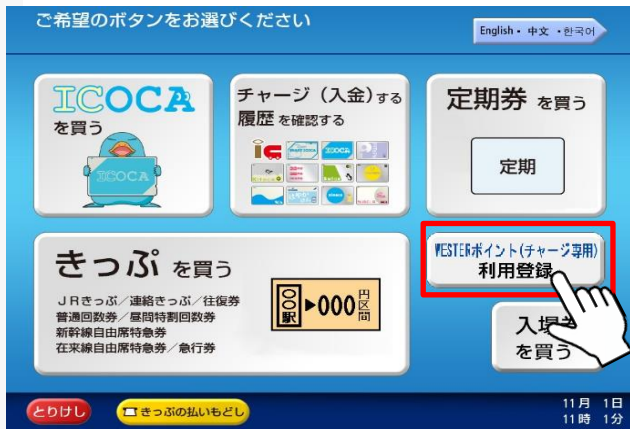 ご希望のボタンをお選びください
English・中文・한국어
ICOCA
を買う
ICOCA
チャージ（入金）する
履歴を確認する
ICOCA
定期券を買う
定期
きっぷを買う
JRきっぷ／連絡きっぷ／往復券
普通回数券／昼間特割回数券
新幹線自由席特急券
在来線自由席特急券／急行券
〇〇駅▶000円区間
WESTERポイント(チャージ専用)
利用登録
入場
を買う
とりけし
きっぷの払いもどし
11月 1日
11時 1分